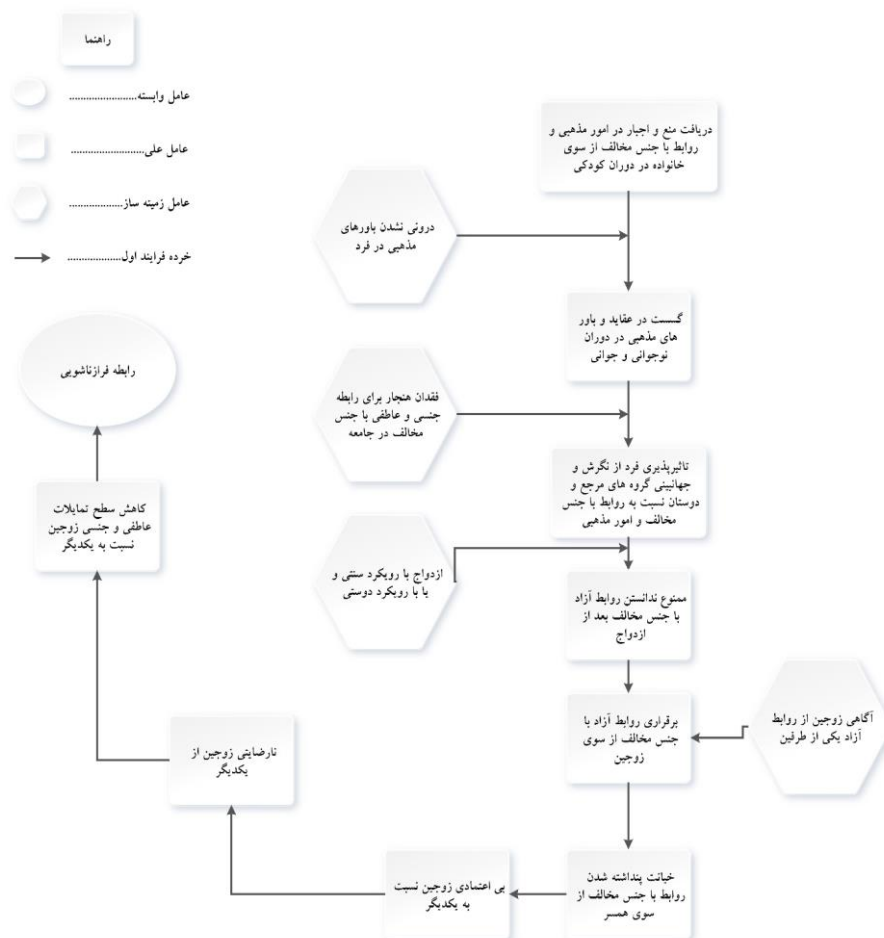 راهنما
عامل وابسته........................
عامل علی..........................
عامل زمینه ساز...................
خرده فرایند اول...................
دریافت منع و اجبار در امور مذهبی و
روابط با جنس مخالف از سوی
خانواده در دوران کودکی
درونی نشدن باورهای
مذهبی در فرد
گسست در عقاید و باور
های مذهبی در دوران
نوجوانی و جوانی
فقدان هنجار برای رابطه
جنسی و عاطفی با جنس
مخالف در جامعه
تاثیرپذیری فرد از نگرش و
جهانبینی گروه های مرجع و
دوستان نسبت به روابط با جنس
مخالف و امور مذهبی
ازدواج با رویکرد سنتی و
یا با رویکرد دوستی
ممنوع ندانستن روابط آزاد
با جنس مخالف بعد از
ازدواج
آگاهی زوجین از روابط
آزاد یکی از طرفین
برقراری روابط آزاد با
جنس مخالف از سوی
زوجین
خیانت پنداشته شدن
روابط با جنس مخالف از
سوی همسر
بی اعتمادی زوجین نسبت
به یکدیگر
نارضایتی زوجین از
یکدیگر
کاهش سطح تمایلات
عاطفی و جنسی زوجین
نسبت به یکدیگر
رابطه فرازناشویی